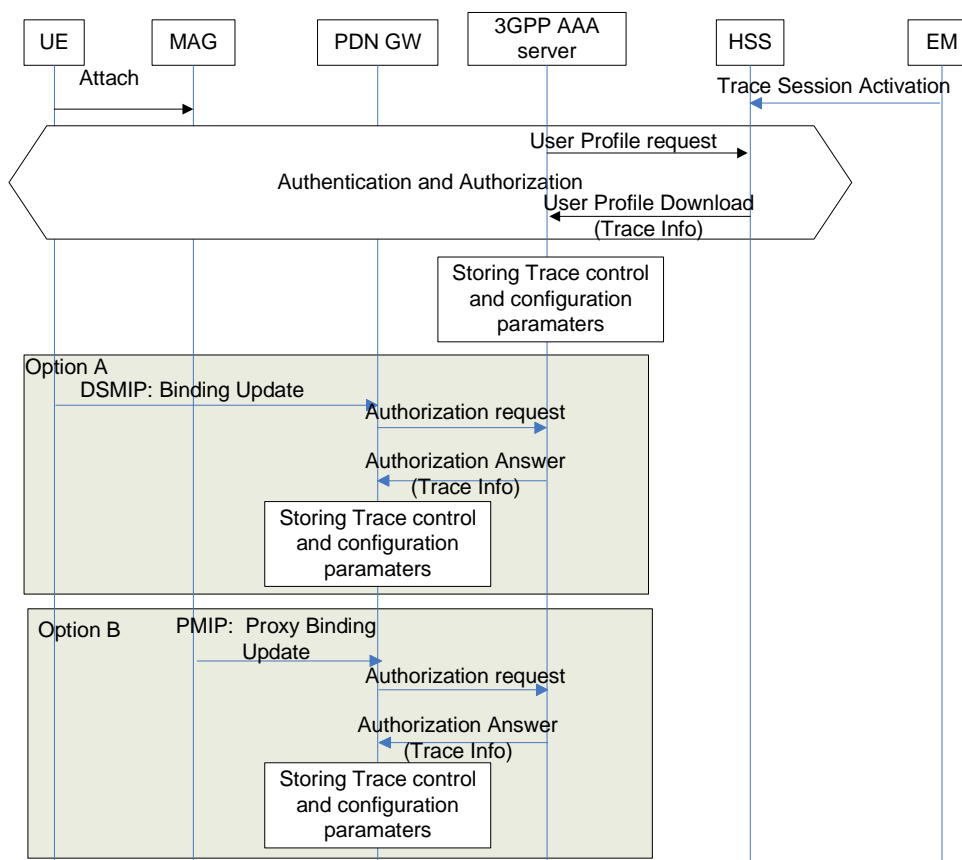 UE
MAG
PDN GW
3GPP AAA
server
HSS
EM
Attach
Trace Session Activation
User Profile request
Authentication and Authorization
User Profile Download
(Trace Info)
Storing Trace control
and configuration
paramaters
Option A
DSMIP: Binding Update
Authorization request
Authorization Answer
(Trace Info)
Storing Trace control
and configuration
paramaters
Option B
PMIP: Proxy Binding
Update
Authorization request
Authorization Answer
(Trace Info)
Storing Trace control
and configuration
paramaters